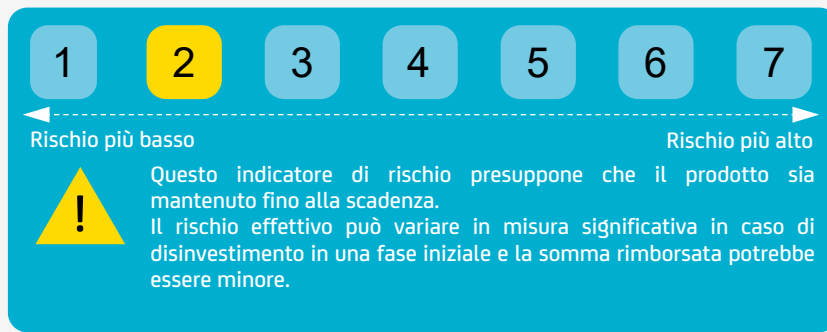 1 2 3 4 5 6 7
Rischio più basso Rischio più alto
!
Questo indicatore di rischio presuppone che il prodotto sia
mantenuto fino alla scadenza.
Il rischio effettivo può variare in misura significativa in caso di
disinvestimento in una fase iniziale e la somma rimborsata potrebbe
essere minore.